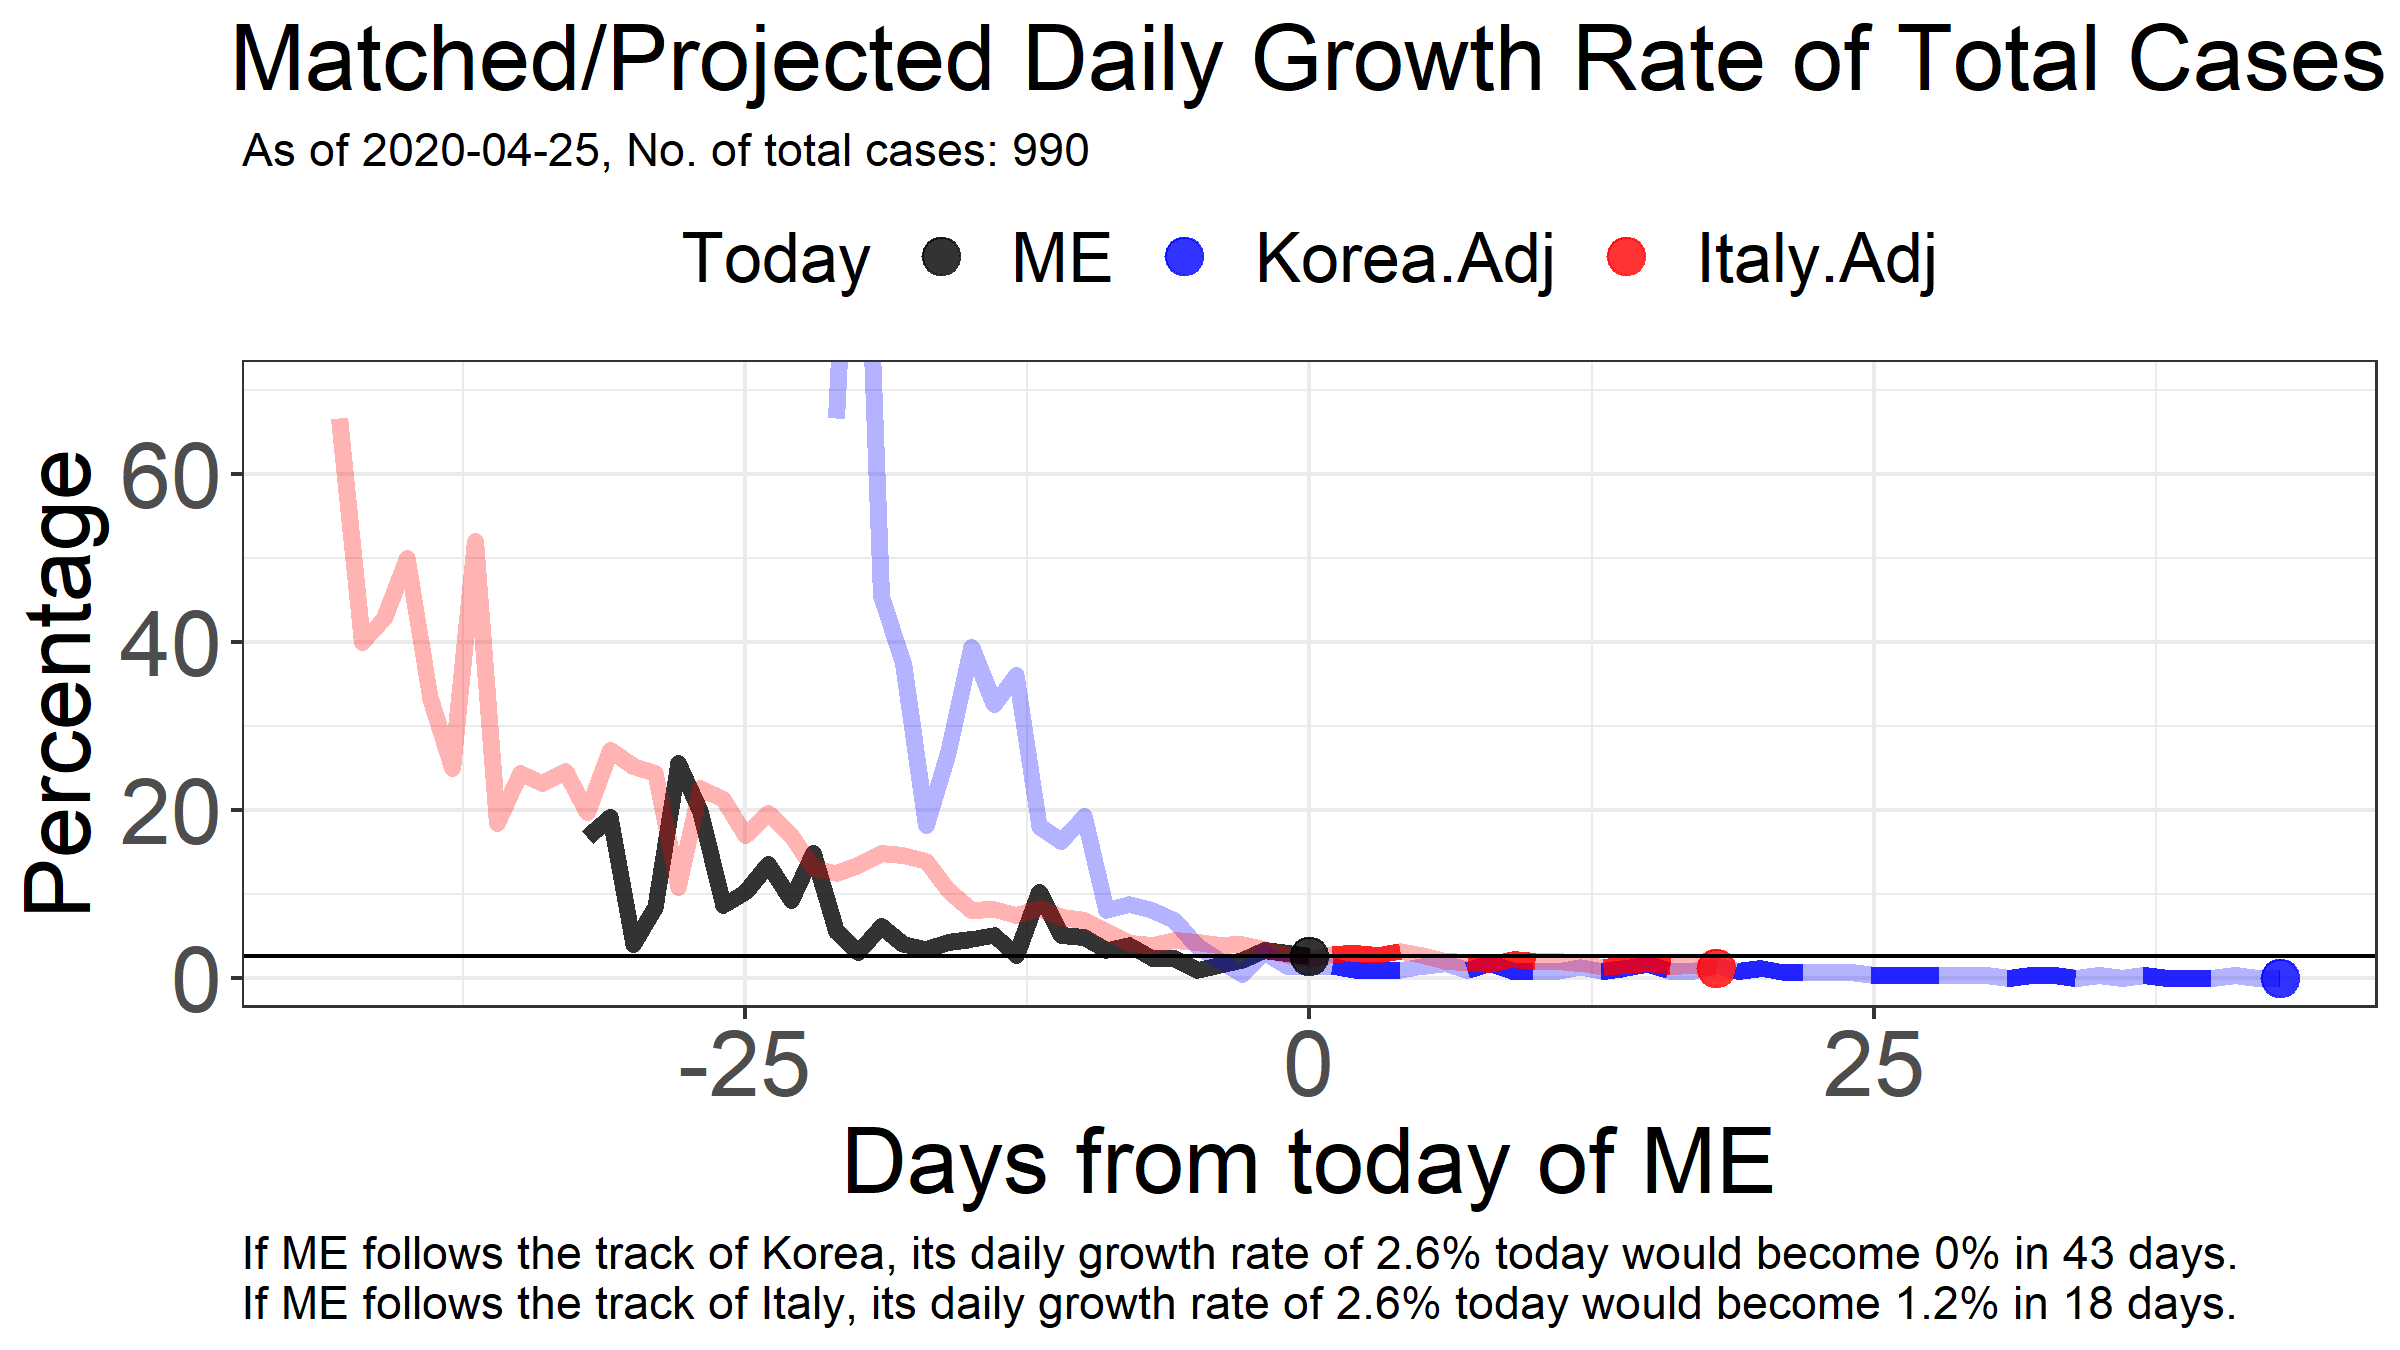 Matched/Projected Daily Growth Rate of Total Cases
As of 2020-04-25, No. of total cases: 990
Today ME Korea.Adj Italy.Adj
Percentage
60
40
20
0
-25 0 25
Days from today of ME
If ME follows the track of Korea, its daily growth rate of 2.6% today would become 0% in 43 days.
If ME follows the track of Italy, its daily growth rate of 2.6% today would become 1.2% in 18 days.